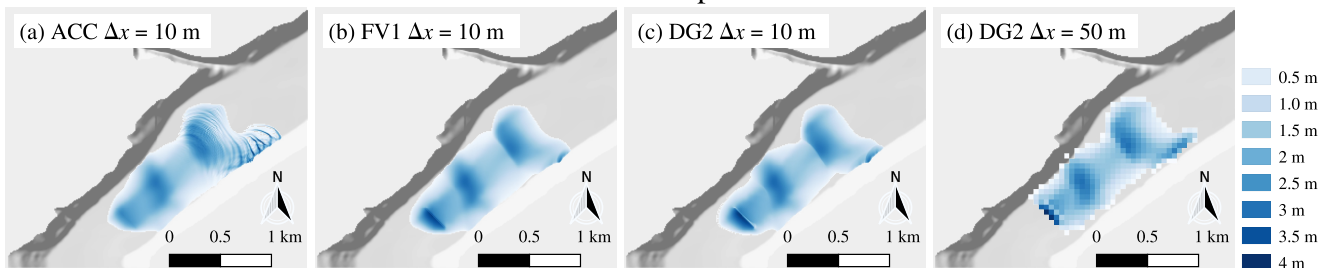 (a) ACC Δx = 10 m
(b) FV1 Δx = 10 m
(c) DG2 Δx = 10 m
(d) DG2 Δx = 50 m
N
0 0.5 1 km
N
0 0.5 1 km
N
0 0.5 1 km
N
0 0.5 1 km
0.5 m
1.0 m
1.5 m
2 m
2.5 m
3 m
3.5 m
4 m